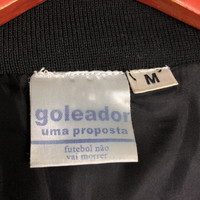 goleador
M
uma proposta
futebol não
vai morrer